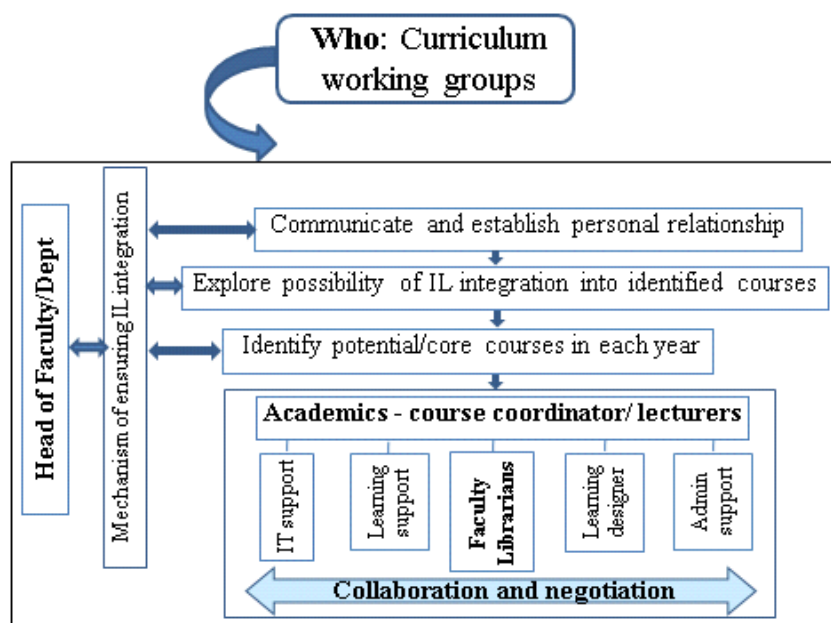 Who: Curriculum
working groups
Head of Faculty/Dept
Mechanism of ensuring IL integration
Communicate and establish personal relationship
Explore possibility of IL integration into identified courses
Identify potential/core courses in each year
Academics - course coordinator/ lecturers
IT support
Learning
support
Faculty
Librarians
Learning
designer
Admin
support
Collaboration and negotiation